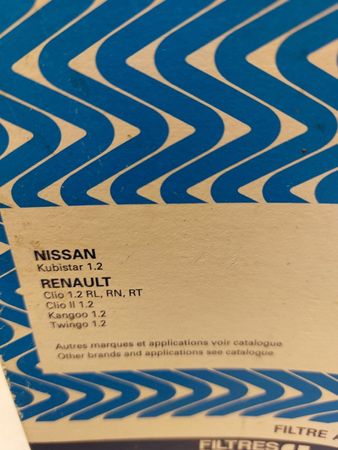 NISSAN
Kubistar 1.2
RENAULT
Clio 1.2 RL, RN, RT
Clio II 1.2
Kangoo 1.2
Twingo 1.2
Autres marques et applications voir catalogue
Other brands and applications see catalogue
FILTRE
FILTRES